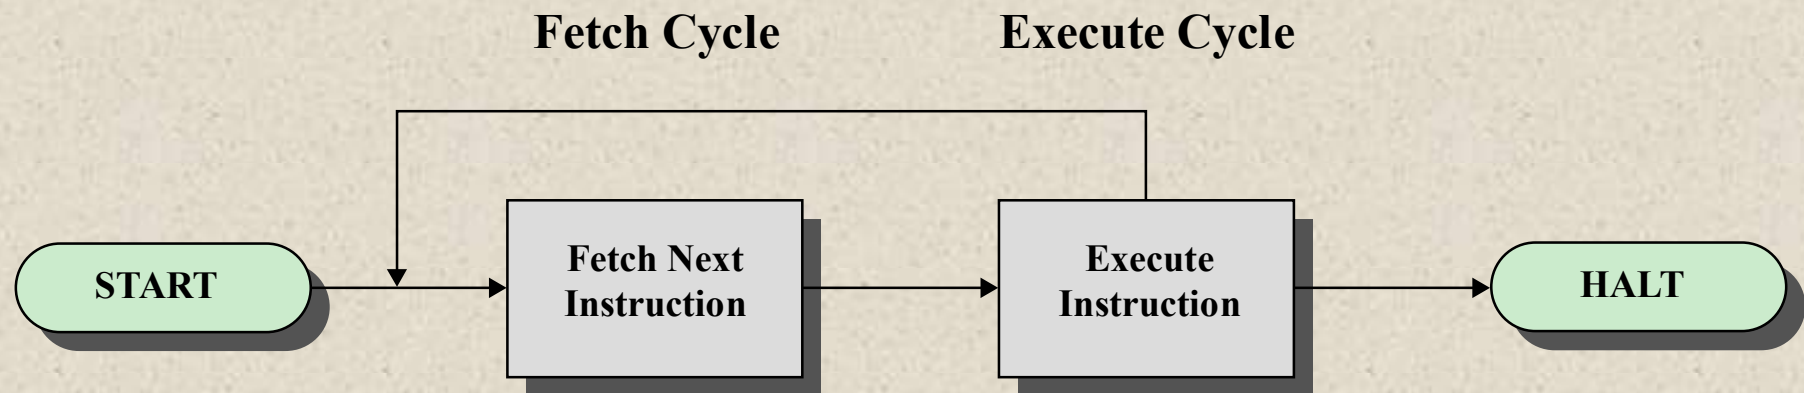 Fetch Cycle
Execute Cycle
START
Fetch Next
Instruction
Execute
Instruction
HALT